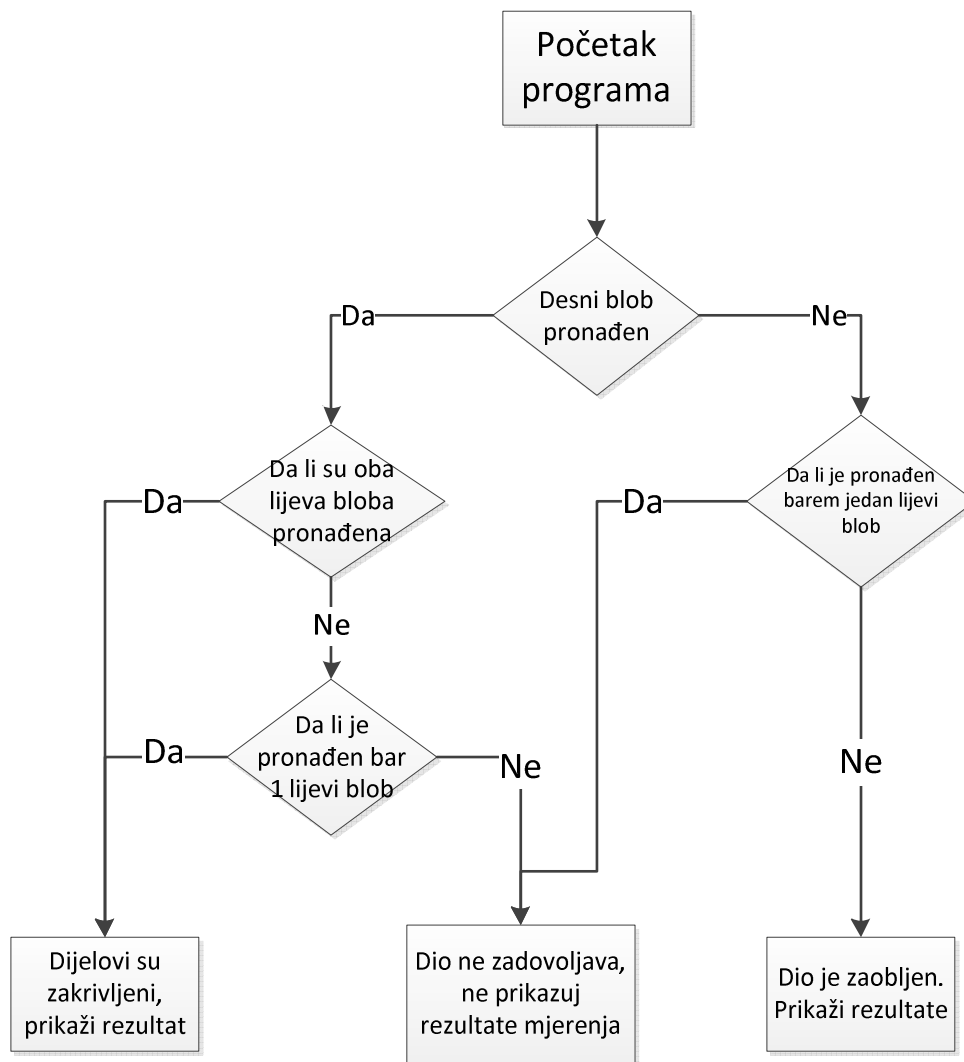 Početak
programa
Desni blob
pronađen
Da
Ne
Da li su oba
lijeva bloba
pronađena
Da li je pronađen
barem jedan lijevi
blob
Da
Da
Ne
Da li je
pronađen bar
1 lijevi blob
Da
Ne
Ne
Dijelovi su
zakrivljeni,
prikaži rezultat
Dio ne zadovoljava,
ne prikazuj
rezultate mjerenja
Dio je zaobljen.
Prikaži rezultate